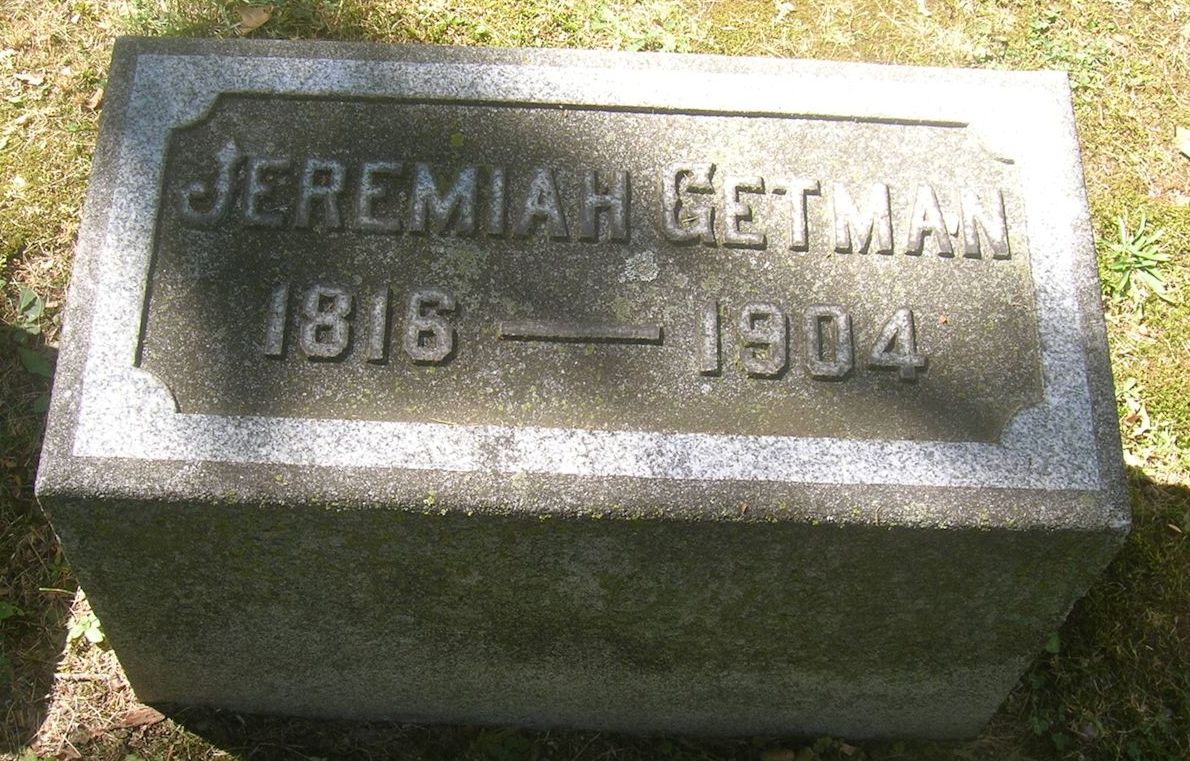 JEREMIAH GETMAN
1816 — 1904